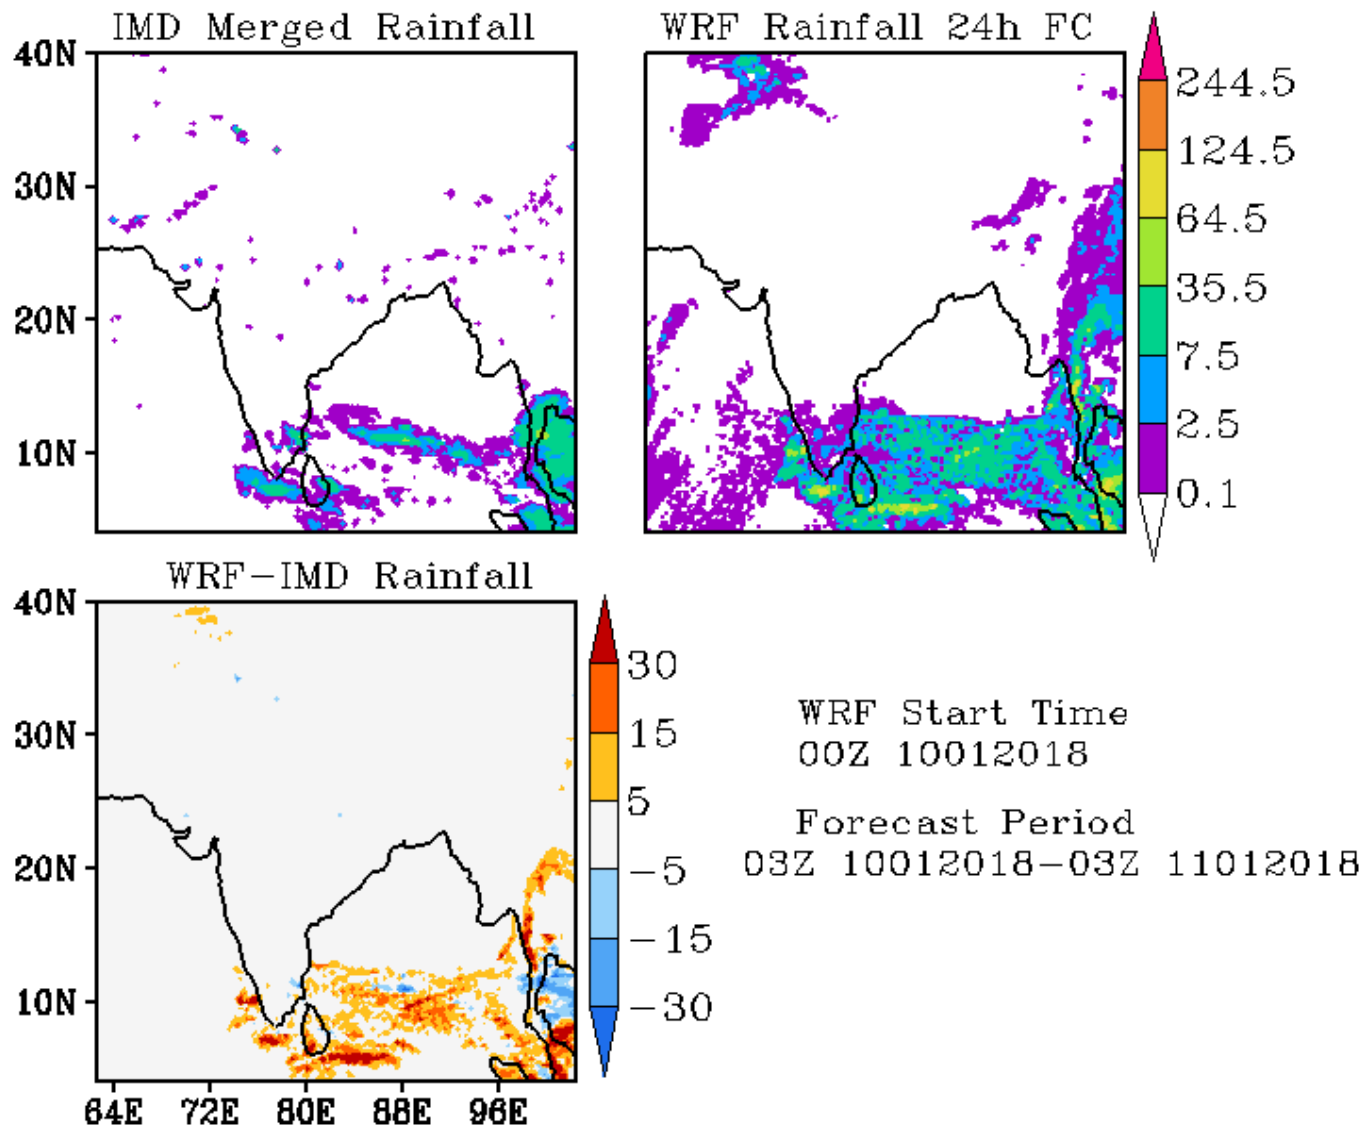 IMD Merged Rainfall
WRF Rainfall 24h FC
40N
30N
20N
10N
244.5
124.5
64.5
35.5
7.5
2.5
0.1
WRF-IMD Rainfall
40N
30N
20N
10N
64E 72E 80E 88E 96E
30
15
5
-5
-15
-30
WRF Start Time
00Z 10012018
Forecast Period
03Z 10012018-03Z 11012018